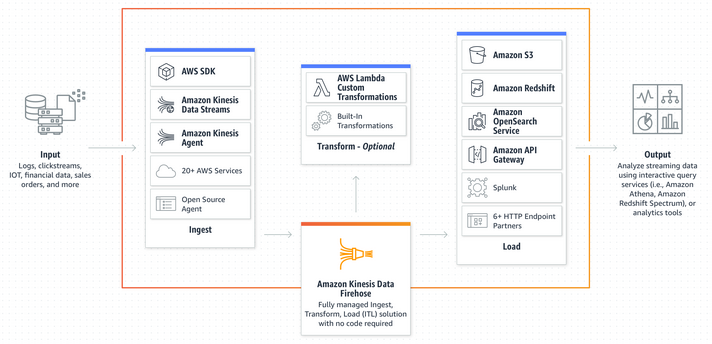 Input
Logs, clickstreams,
IOT, financial data, sales
orders, and more
AWS SDK
Amazon Kinesis
Data Streams
Amazon Kinesis
Agent
20+ AWS Services
Open Source
Agent
Ingest
AWS Lambda
Custom
Transformations
Built-In
Transformations
Transform - Optional
Amazon Kinesis Data
Firehose
Fully managed Ingest,
Transform, Load (ITL) solution
with no code required
Amazon S3
Amazon Redshift
Amazon
OpenSearch
Service
Amazon API
Gateway
Splunk
6+ HTTP Endpoint
Partners
Load
Output
Analyze streaming data
using interactive query
services (i.e., Amazon
Athena, Amazon
Redshift Spectrum), or
analytics tools